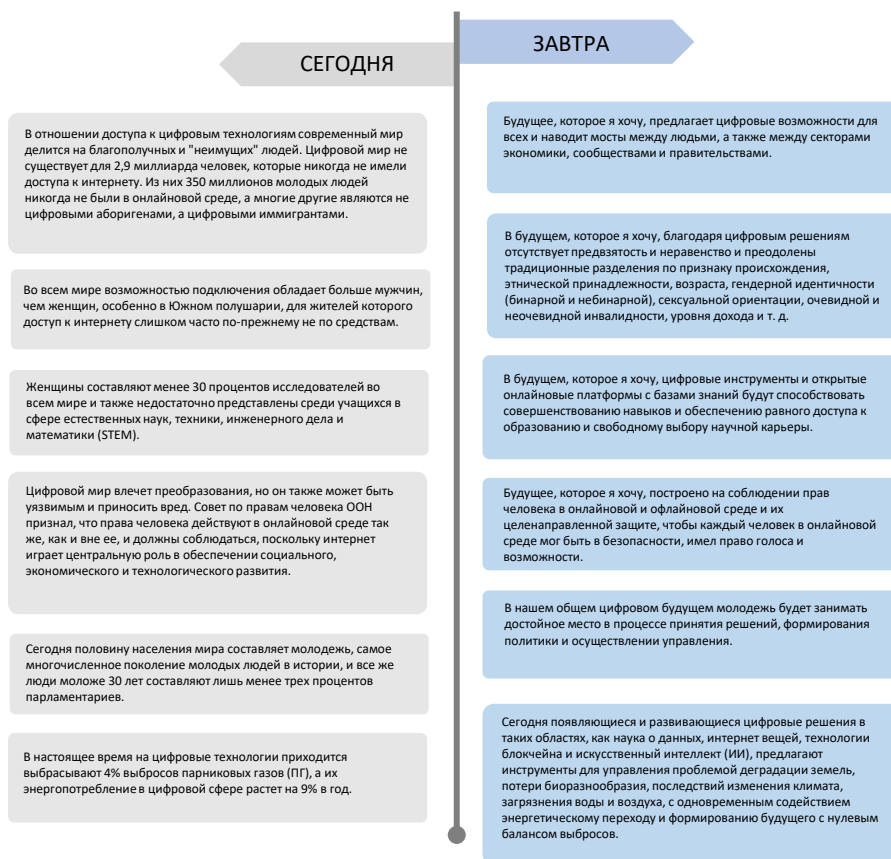 СЕГОДНЯ
В отношении доступа к цифровым технологиям современный мир
делится на благополучных и "неимущих" людей. Цифровой мир не
существует для 2,9 миллиарда человек, которые никогда не имели
доступа к интернету. Из них 350 миллионов молодых людей
никогда не были в онлайновой среде, а многие другие являются не
цифровыми аборигенами, а цифровыми иммигрантами.
Во всем мире возможностью подключения обладает больше мужчин,
чем женщин, особенно в Южном полушарии, для жителей которого
доступ к интернету слишком часто по-прежнему не по средствам.
Женщины составляют менее 30 процентов исследователей во
всем мире и также недостаточно представлены среди учащихся в
сфере естественных наук, техники, инженерного дела и
математики (STEM).
Цифровой мир влечет преобразования, но он также может быть
уязвимым и приносить вред. Совет по правам человека ООН
признал, что права человека действуют в онлайновой среде так
же, как и вне ее, и должны соблюдаться, поскольку интернет
играет центральную роль в обеспечении социального,
экономического и технологического развития.
Сегодня половину населения мира составляет молодежь, самое
многочисленное поколение молодых людей в истории, и все же
люди моложе 30 лет составляют лишь менее трех процентов
парламентариев.
В настоящее время на цифровые технологии приходится
выбрасывают 4% выбросов парниковых газов (ПГ), а их
энергопотребление в цифровой сфере растет на 9% в год.
ЗАВТРА
Будущее, которое я хочу, предлагает цифровые возможности для
всех и наводит мосты между людьми, а также между секторами
экономики, сообществами и правительствами.
В будущем, которое я хочу, благодаря цифровым решениям
отсутствует предвзятость и неравенство и преодолены
традиционные разделения по признаку происхождения,
этнической принадлежности, возраста, гендерной идентичности
(бинарной и небинарной), сексуальной ориентации, очевидной и
неочевидной инвалидности, уровня дохода и т. д.
В будущем, которое я хочу, цифровые инструменты и открытые
онлайновые платформы с базами знаний будут способствовать
совершенствованию навыков и обеспечению равного доступа к
образованию и свободному выбору научной карьеры.
Будущее, которое я хочу, построено на соблюдении прав
человека в онлайновой и офлайновой среде и их
целенаправленной защите, чтобы каждый человек в онлайновой
среде мог быть в безопасности, имел право голоса и
возможности.
В нашем общем цифровом будущем молодежь будет занимать
достойное место в процессе принятия решений, формирования
политики и осуществлении управления.
Сегодня появляющиеся и развивающиеся цифровые решения в
таких областях, как наука о данных, интернет вещей, технологии
блокчейна и искусственный интеллект (ИИ), предлагают
инструменты для управления проблемой деградации земель,
потери биоразнообразия, последствий изменения климата,
загрязнения воды и воздуха, с одновременным содействием
энергетическому переходу и формированию будущего с нулевым
балансом выбросов.